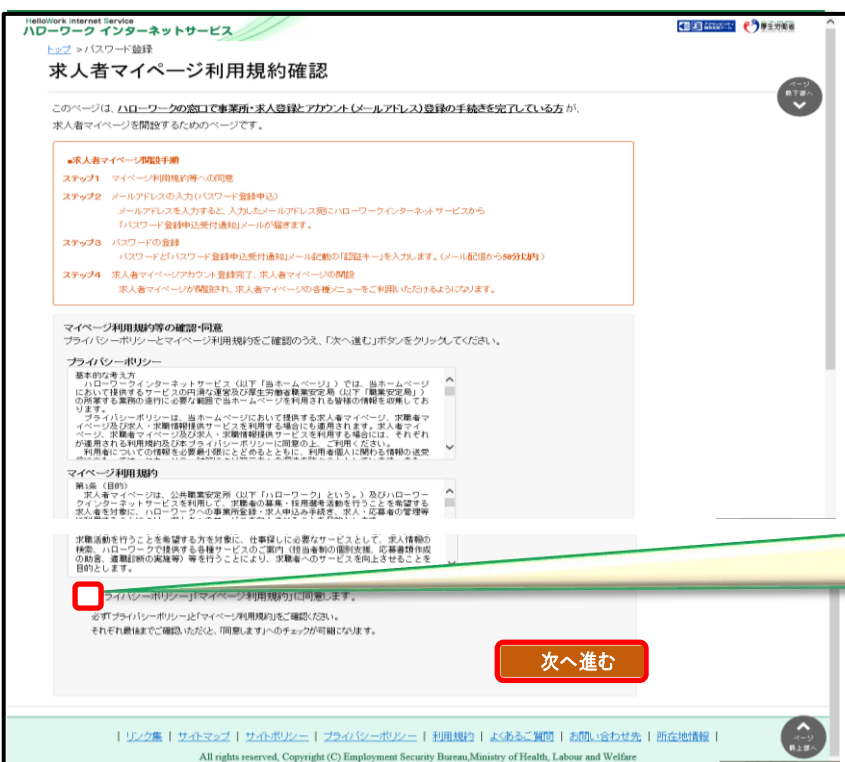 HelloWork Internet Service
ハローワーク インターネットサービス
厚生労働省
トップ > パスワード登録
求人者マイページ利用規約確認
ページ
最下部へ
このページは、ハローワークの窓口で事業所・求人登録とアカウント(メールアドレス)登録の手続きを完了している方 が、
求人者マイページを開設するためのページです。
■求人者マイページ開設手順
ステップ1 マイページ利用規約等への同意
ステップ2 メールアドレスの入力(パスワード登録申込)
メールアドレスを入力すると、入力したメールアドレス宛にハローワークインターネットサービスから
「パスワード登録申込受付通知」メールが届きます。
ステップ3 パスワードの登録
パスワードと「パスワード登録申込受付通知」メール記載の「認証キー」を入力します。(メール配信から50分以内)
ステップ4 求人者マイページアカウント登録完了、求人者マイページの開設
求人者マイページが開設され、求人者マイページの各種メニューをご利用いただけるようになります。
マイページ利用規約等の確認・同意
プライバシーポリシーとマイページ利用規約をご確認のうえ、「次へ進む」ボタンをクリックしてください。
プライバシーポリシー
基本的な考え方
ハローワークインターネットサービス(以下「当ホームページ」)では、当ホームページ
において提供するサービスの円滑な運営及び厚生労働省職業安定局(以下「職業安定局」)
の所掌する業務の遂行に必要な範囲で当ホームページを利用される皆様の情報を収集してお
ります。
プライバシーポリシーは、当ホームページにおいて提供する求人者マイページ、求職者マ
イページ及び求人・求職情報提供サービスを利用する場合にも適用されます。求人者マイ
ページ、求職者マイページ及び求人・求職情報提供サービスを利用する場合には、それぞれ
が適用される利用規約及び本プライバシーポリシーに同意の上、ご利用ください。
利用者についての情報を必要最小限にとどめるとともに、利用者個人に関わる情報の送受
マイページ利用規約
第1条 (目的)
求人者マイページは、公共職業安定所(以下「ハローワーク」という。)及びハローワー
クインターネットサービスを利用して、求職者の募集・採用選考活動を行うことを希望する
求人者を対象に、ハローワークへの事業所登録・求人申込み手続き、求人・応募者の管理等
求職活動を行うことを希望する方を対象に、仕事探しに必要なサービスとして、求人情報の
検索、ハローワークで提供する各種サービスのご案内(担当者制の個別支援、応募書類作成
の助言、適職診断の実施等)等を行うことにより、求職者へのサービスを向上させることを
目的とします。
ライバシーポリシー」「マイページ利用規約」に同意します。
必ず「プライバシーポリシー」と「マイページ利用規約」をご確認ください。
それぞれ最後までご確認いただくと、「同意します」へのチェックが可能になります。
次へ進む
| リンク集 | サイトマップ | サイトポリシー | プライバシーポリシー | 利用規約 | よくあるご質問 | お問い合わせ先 | 所在地情報 |
ページ
最上部へ
All rights reserved, Copyright (C) Employment Security Bureau,Ministry of Health, Labour and Welfare